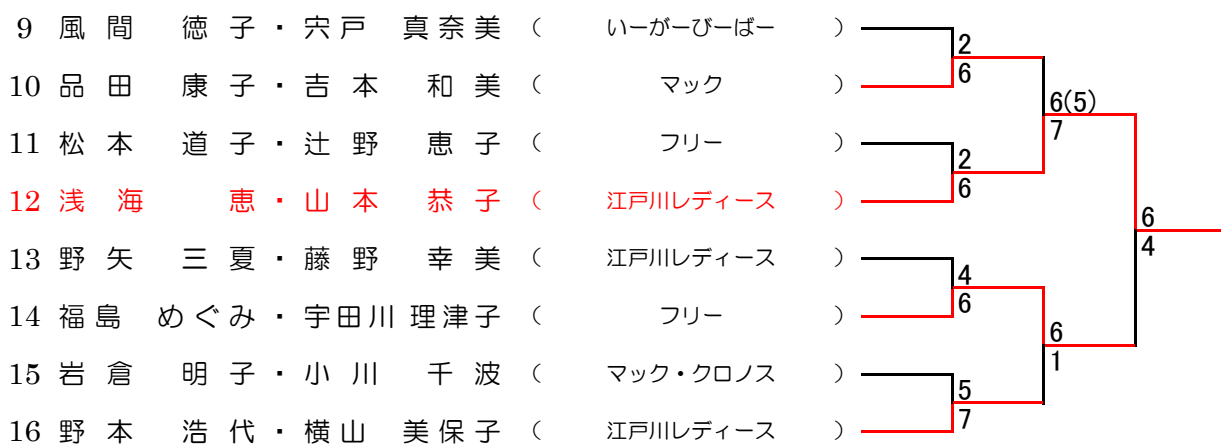 9 風間 徳子・宍戸 真奈美 ( いーがーびーばー )
2
6
10 品田 康子・吉本 和美 ( マック )
6(5)
7
11 松本 道子・辻野 恵子 ( フリー )
2
6
12 浅海 恵・山本 恭子 ( 江戸川レディース )
6
4
13 野矢 三夏・藤野 幸美 ( 江戸川レディース )
4
6
14 福島 めぐみ・宇田川 理津子 ( フリー )
6
1
15 岩倉 明子・小川 千波 ( マック・クロノス )
5
7
16 野本 浩代・横山 美保子 ( 江戸川レディース )